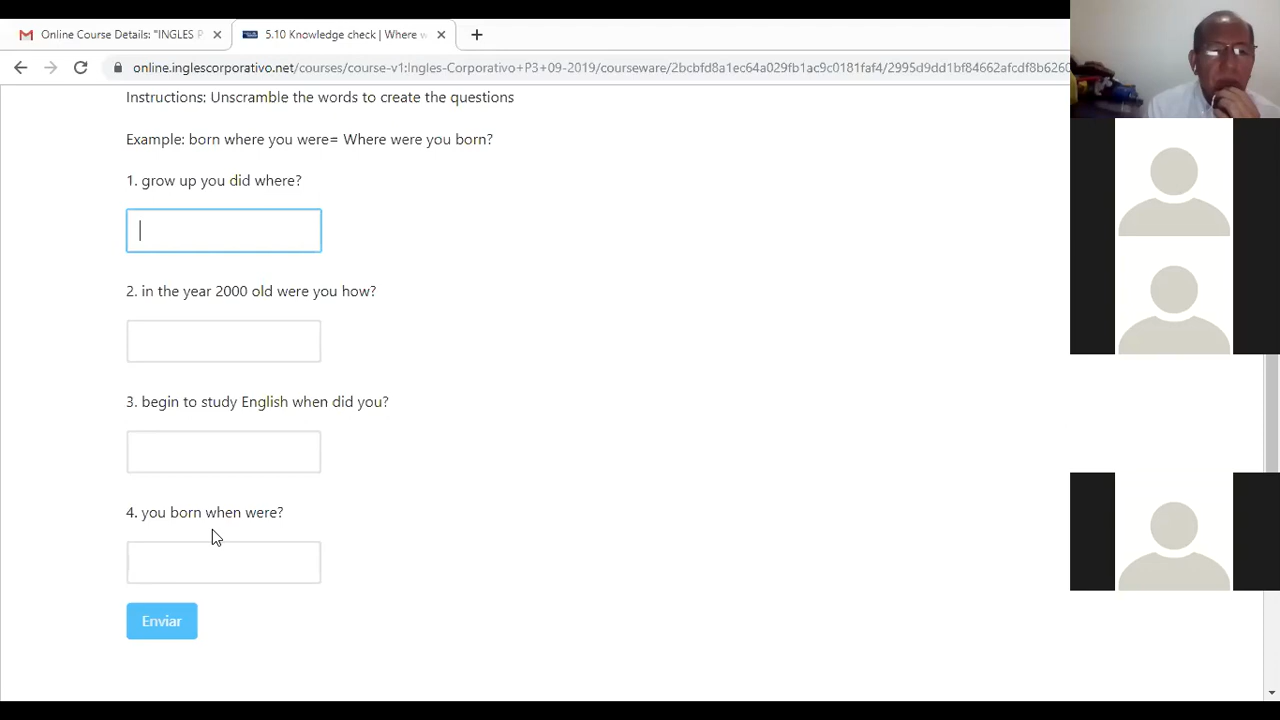 Online Course Details: "INGLES P
5.10 Knowledge check | Where w
online.inglescorporativo.net/courses/course-v1:Ingles-Corporativo+P3+09-2019/courseware/2bcbfd8a1ec64a029fb1ac9c0181faf4/2995d9dd1bf84662afcdf8b6260
Instructions: Unscramble the words to create the questions
Example: born where you were= Where were you born?
1. grow up you did where?
2. in the year 2000 old were you how?
3. begin to study English when did you?
4. you born when were?
Enviar